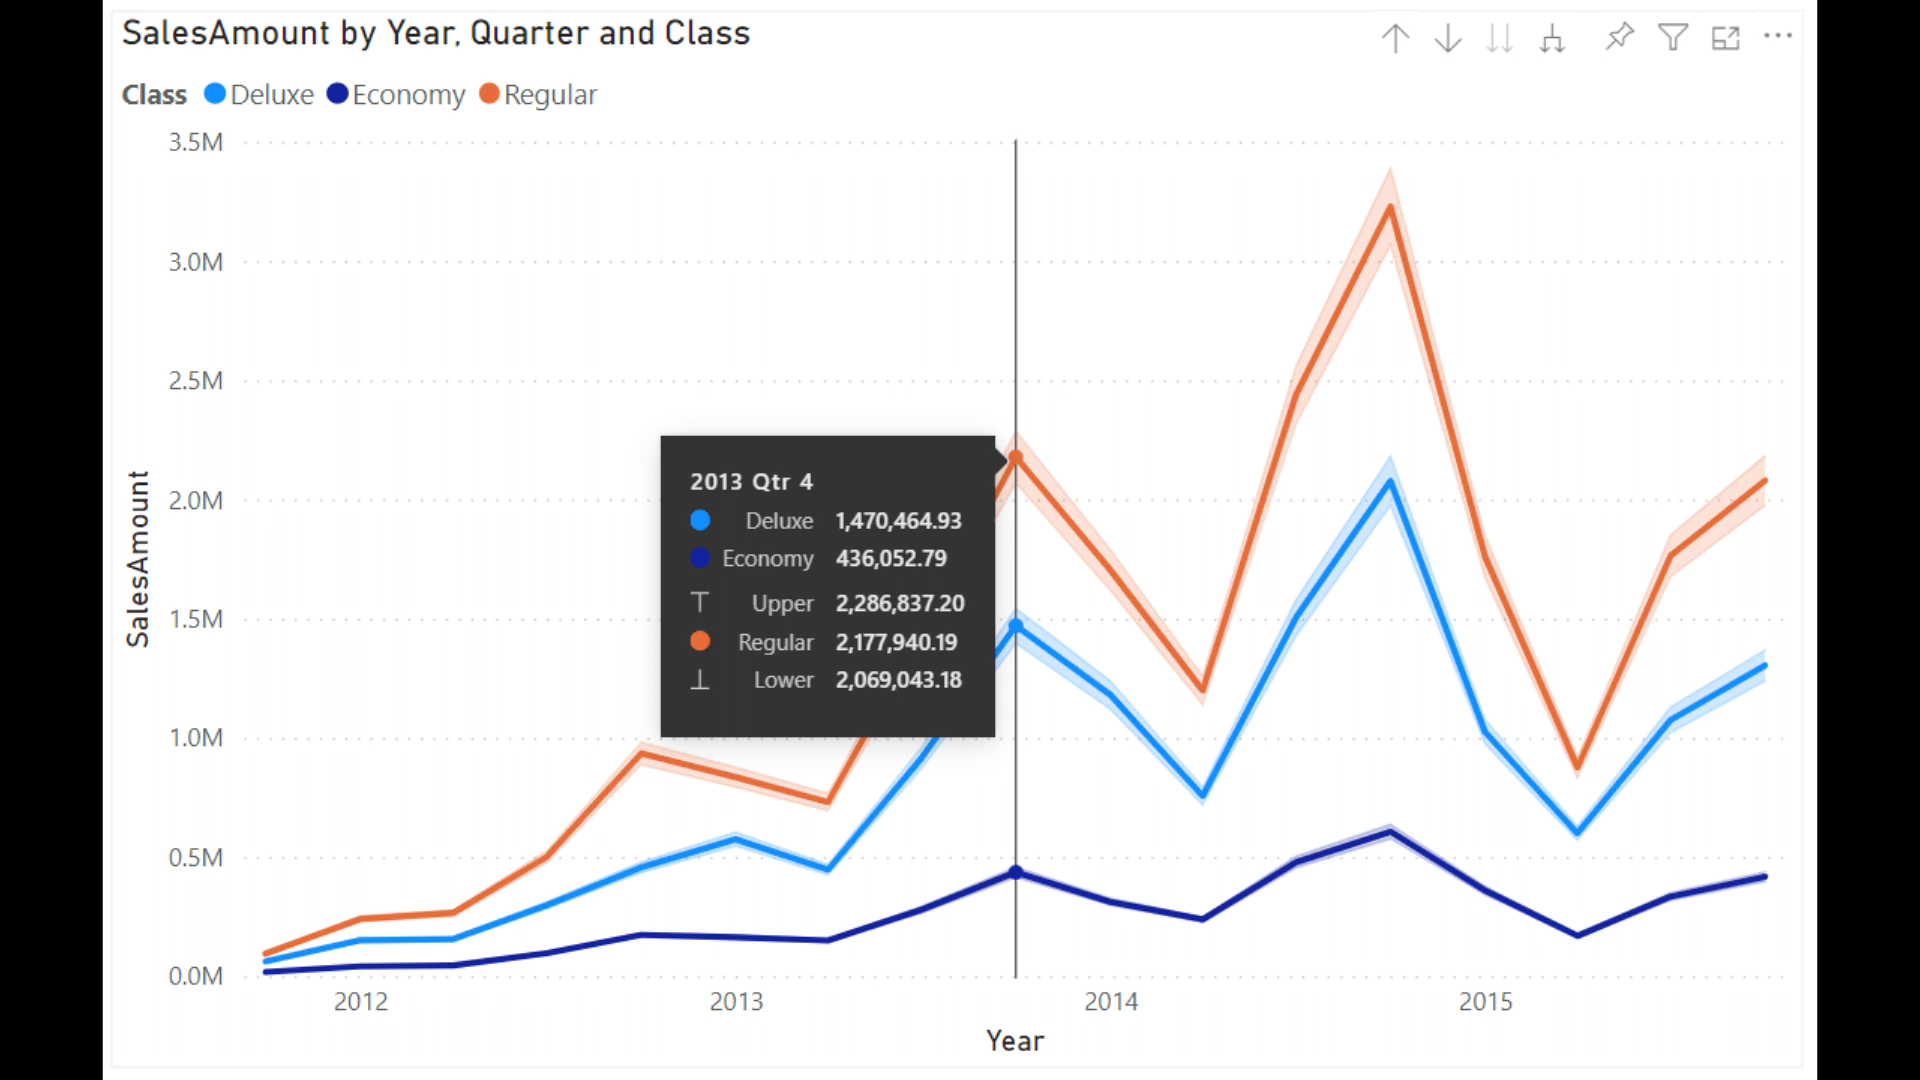 SalesAmount by Year, Quarter and Class
Class Deluxe Economy Regular
3.5M
3.0M
2.5M
2.0M
1.5M
1.0M
0.5M
0.0M
SalesAmount
2013 Qtr 4
Deluxe 1,470,464.93
Economy 436,052.79
Upper 2,286,837.20
Regular 2,177,940.19
Lower 2,069,043.18
2012 2013 2014 2015
Year